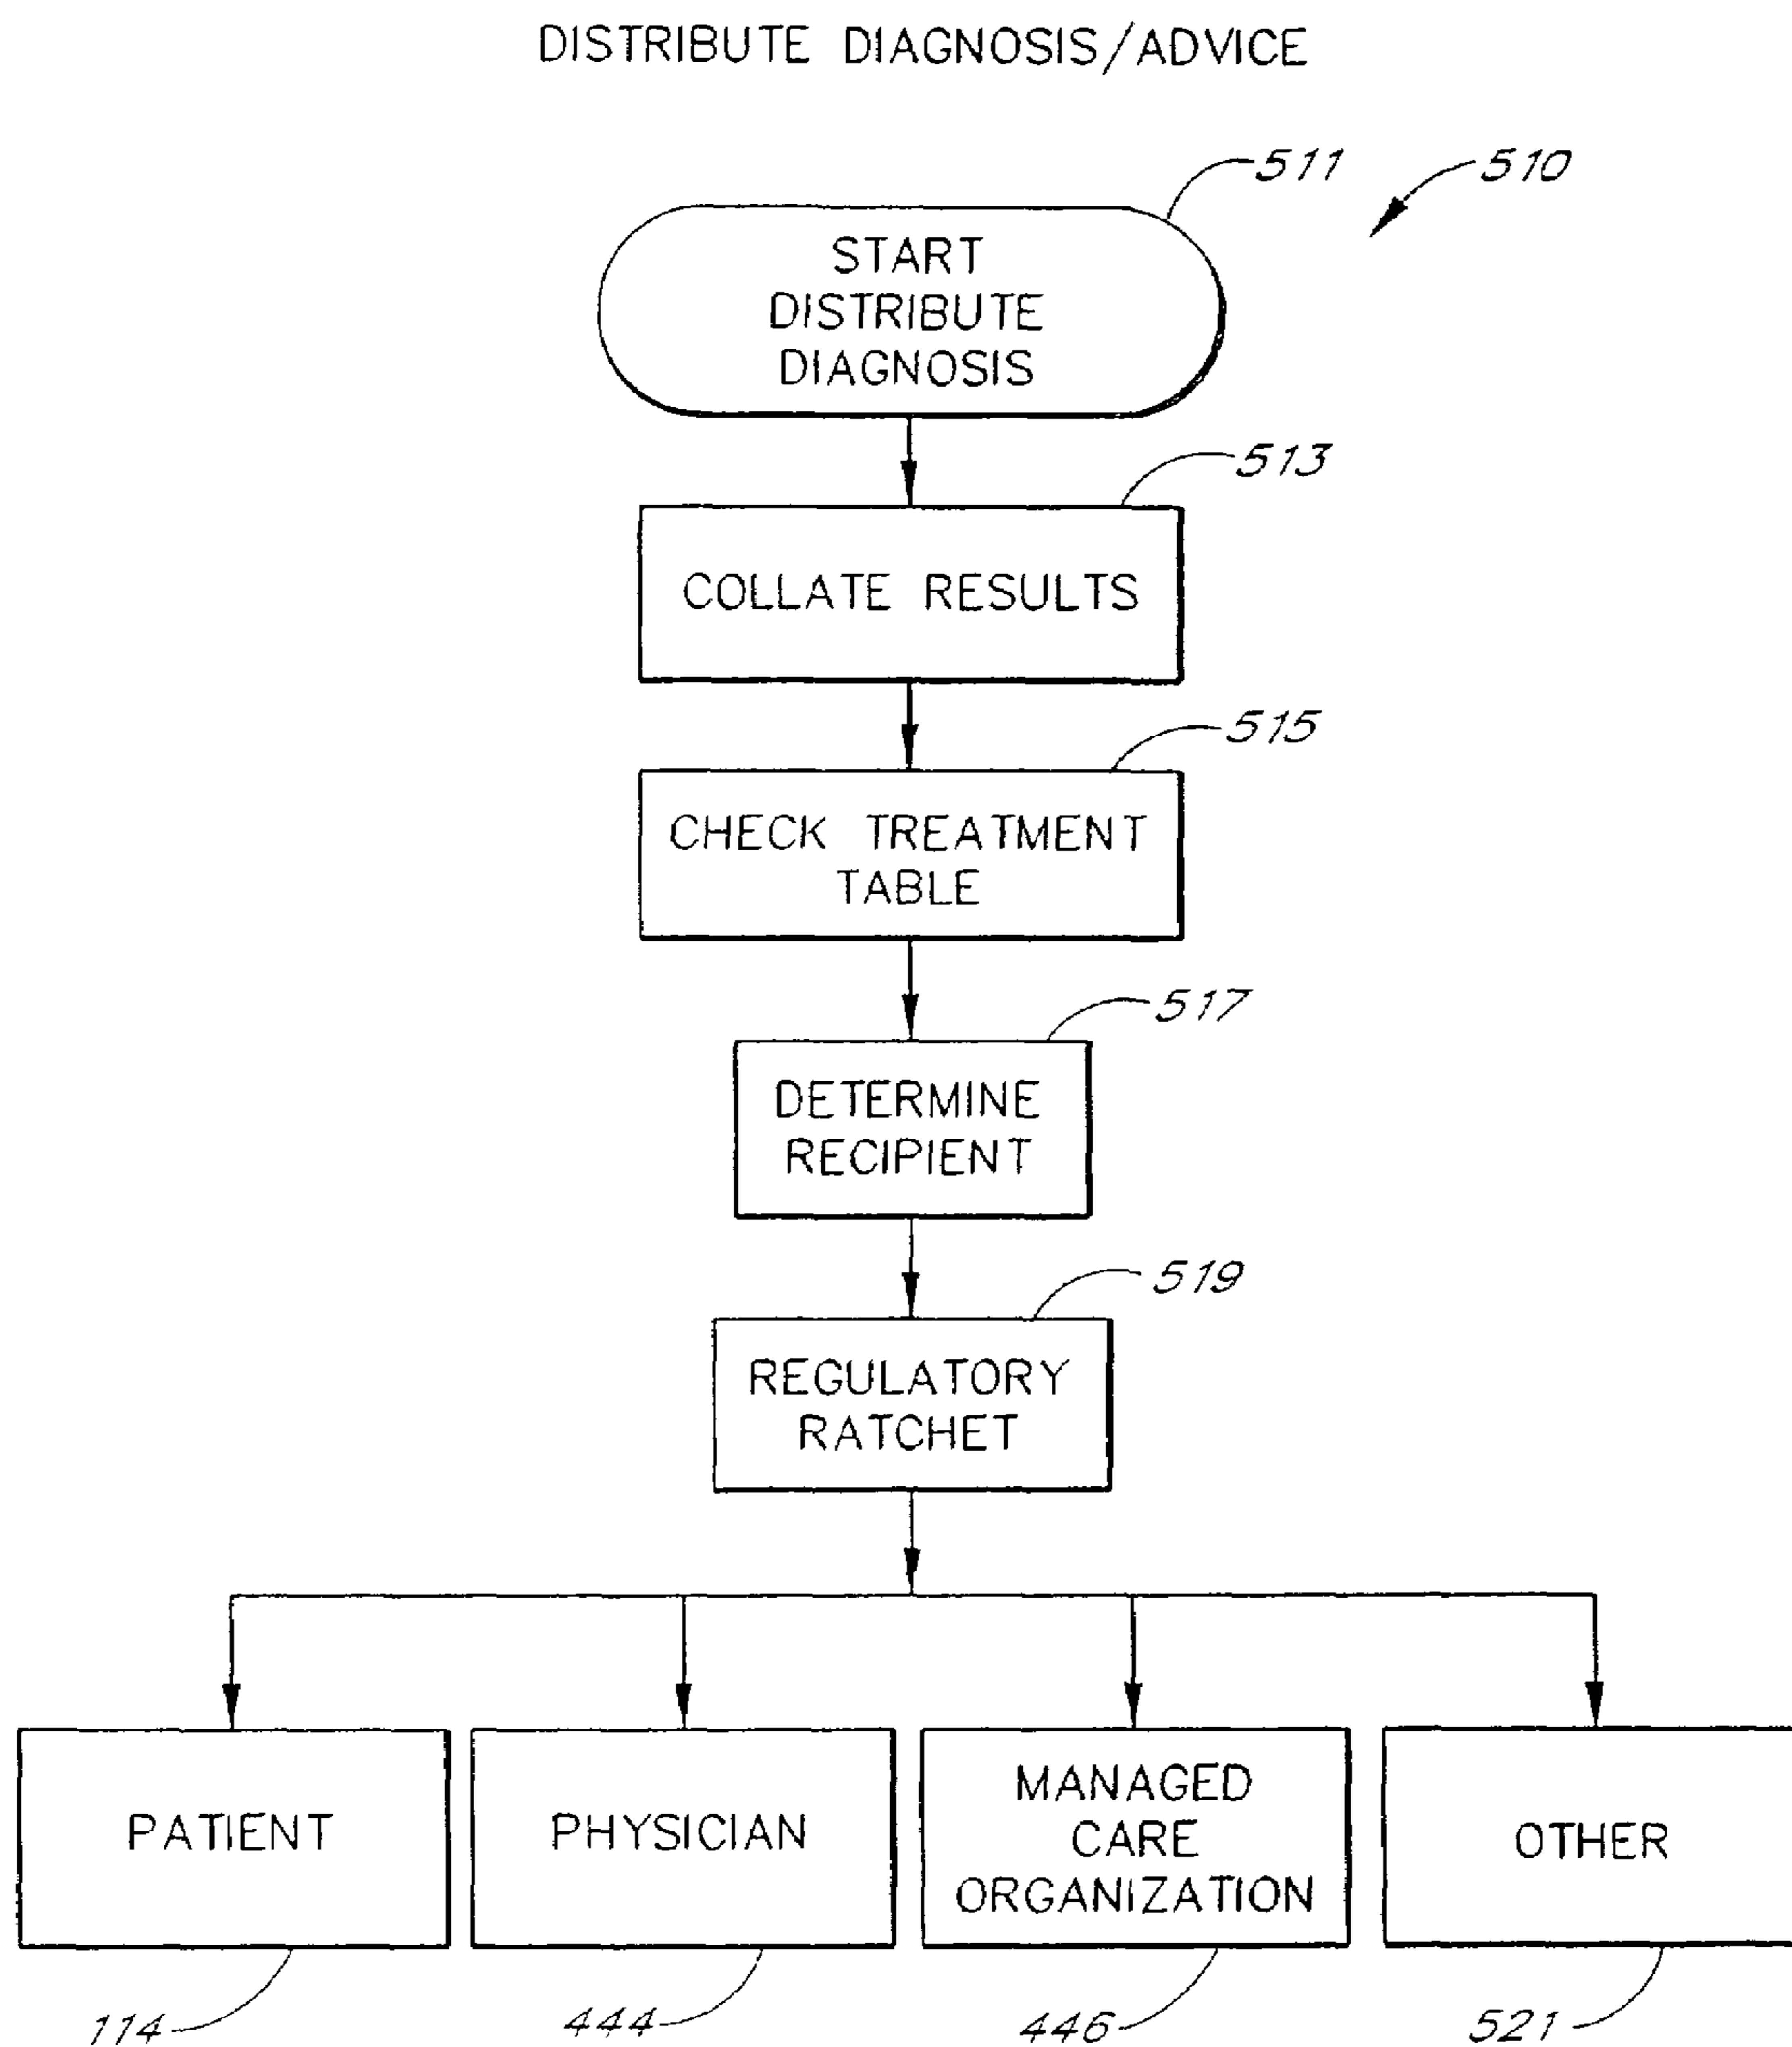 DISTRIBUTE DIAGNOSIS/ADVICE
511
510
START
DISTRIBUTE
DIAGNOSIS
513
COLLATE RESULTS
515
CHECK TREATMENT
TABLE
517
DETERMINE
RECIPIENT
519
REGULATORY
RATCHET
PATIENT
PHYSICIAN
MANAGED
CARE
ORGANIZATION
OTHER
114
444
446
521